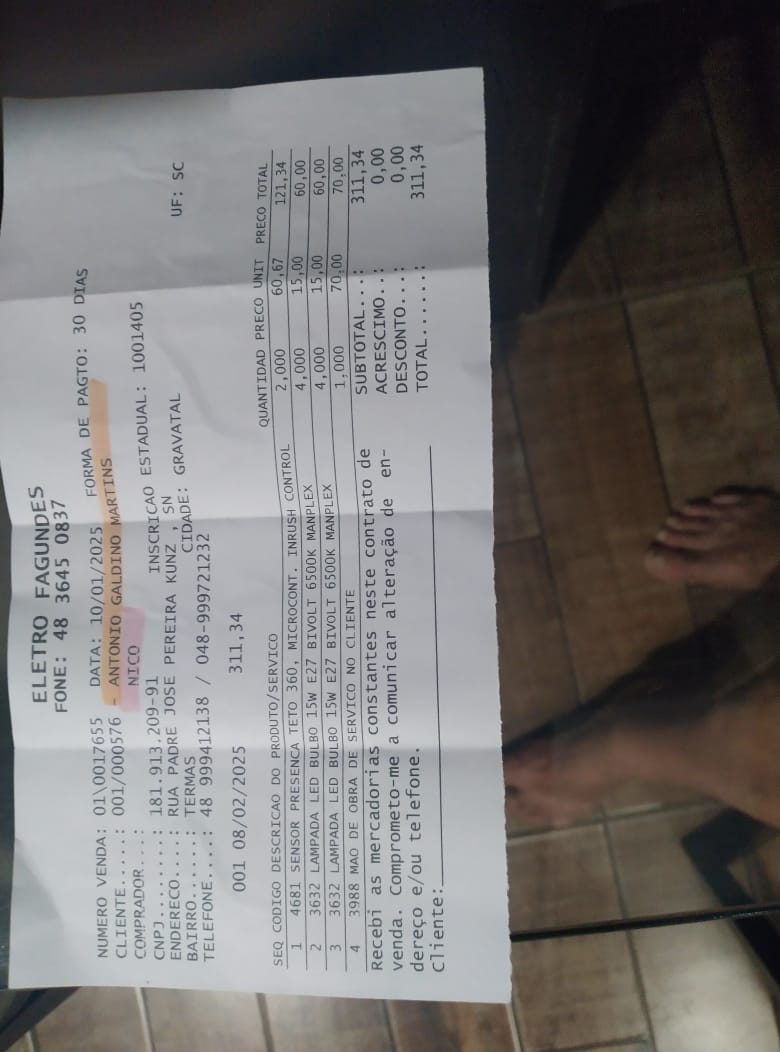 ELETRO FAGUNDES
FONE: 48 3645 0837
NUMERO VENDA: 01\0017655 DATA: 10/01/2025 FORMA DE PAGTO: 30 DIAS
CLIENTE......: 001/000576 - ANTONIO GALDINO MARTINS
COMPRADOR....: NICO
CNPJ.........: 181.913.209-91 INSCRICAO ESTADUAL: 1001405
ENDERECO.....: RUA PADRE JOSE PEREIRA KUNZ , SN
BAIRRO.......: TERMAS CIDADE: GRAVATAL UF: SC
TELEFONE.....: 48 999412138 / 048-999721232
001 08/02/2025 311,34
SEQ CODIGO DESCRICAO DO PRODUTO/SERVICO QUANTIDAD PRECO UNIT PRECO TOTAL
1 4681 SENSOR PRESENCA TETO 360, MICROCONT. INRUSH CONTROL 2,000 60,67 121,34
2 3632 LAMPADA LED BULBO 15W E27 BIVOLT 6500K MANPLEX 4,000 15,00 60,00
3 3632 LAMPADA LED BULBO 15W E27 BIVOLT 6500K MANPLEX 4,000 15,00 60,00
4 3988 MAO DE OBRA DE SERVICO NO CLIENTE 1,000 70,00 70,00
Recebi as mercadorias constantes neste contrato de SUBTOTAL...: 311,34
venda. Comprometo-me a comunicar alteração de en- ACRESCIMO..: 0,00
dereço e/ou telefone. DESCONTO...: 0,00
Cliente: TOTAL......: 311,34